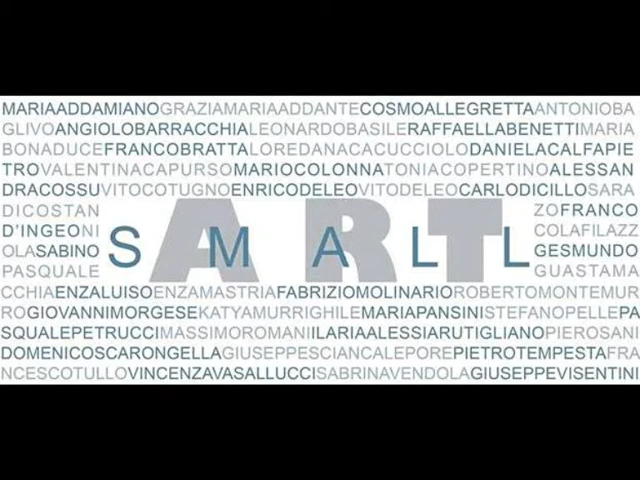 MARIAADDAMIANOGRAZIAMARIAADDANTECOSMOALLEGRETTAANTONIOBA
GLIVOANGIOLOBARRACCHIALEONARDOBASILERAFFAELLABENETTIMARIA
BONADUCEFRANCOBRATTALOREDANACACUCCIOLODANIELACALFAPIE
TROVALENTINACAPURSOMARIOCOLONNATONIACOPERTINOALESSAN
DRACOSSUVITOCOTUGNOENRICODELEOVITODELEOCARLODICILLOSARA
DICOSTAN ZOFRANCO
D'INGEONI COLAFILAZZ
OLASABINO GESMUNDO
PASQUALE GUASTAMA
ART
SMALL
CCHIAENZALUISOENZAMASTRIAFABRIZIOMOLINARIOROBERTOMONTEMUR
ROGIOVANNIMORGESEKATYAMURRIGHILEMARIAPANSINISTEFANOPELLEPA
SQUALEPETRUCCIMASSIMOROMANIILARIAALESSIARUTIGLIANOPIEROSANI
DOMENICOSCARONGELLAGIUSEPPESCIANCALEPOREPIETROTEMPESTAFRA
NCESCOTULLOVINCENZAVASALLUCCISABRINAVENDOLAGIUSEPPEVISENTINI